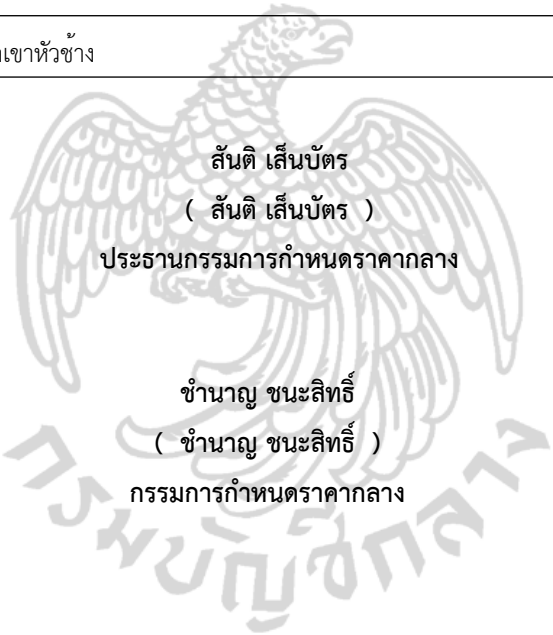 เขาหัวช้าง
สันติ เส็นบัตร
( สันติ เส็นบัตร )
ประธานกรรมการกำหนดราคากลาง
ชำนาญ ชนะสิทธิ์
( ชำนาญ ชนะสิทธิ์ )
กรรมการกำหนดราคากลาง
กรมบัญชีกลาง